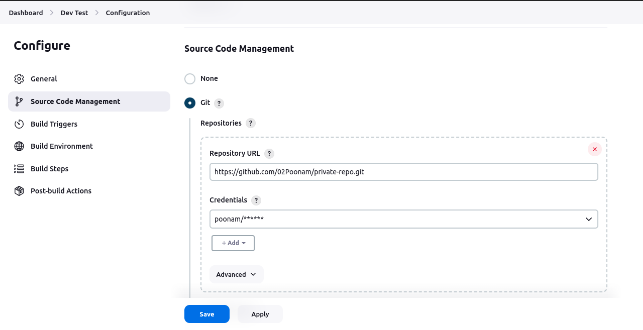 Dashboard > Dev Test > Configuration
Configure
General
Source Code Management
Build Triggers
Build Environment
Build Steps
Post-build Actions
Source Code Management
None
Git ?
Repositories ?
×
Repository URL ?
https://github.com/02Poonam/private-repo.git
Credentials ?
poonam/******
+ Add
Advanced
Save
Apply